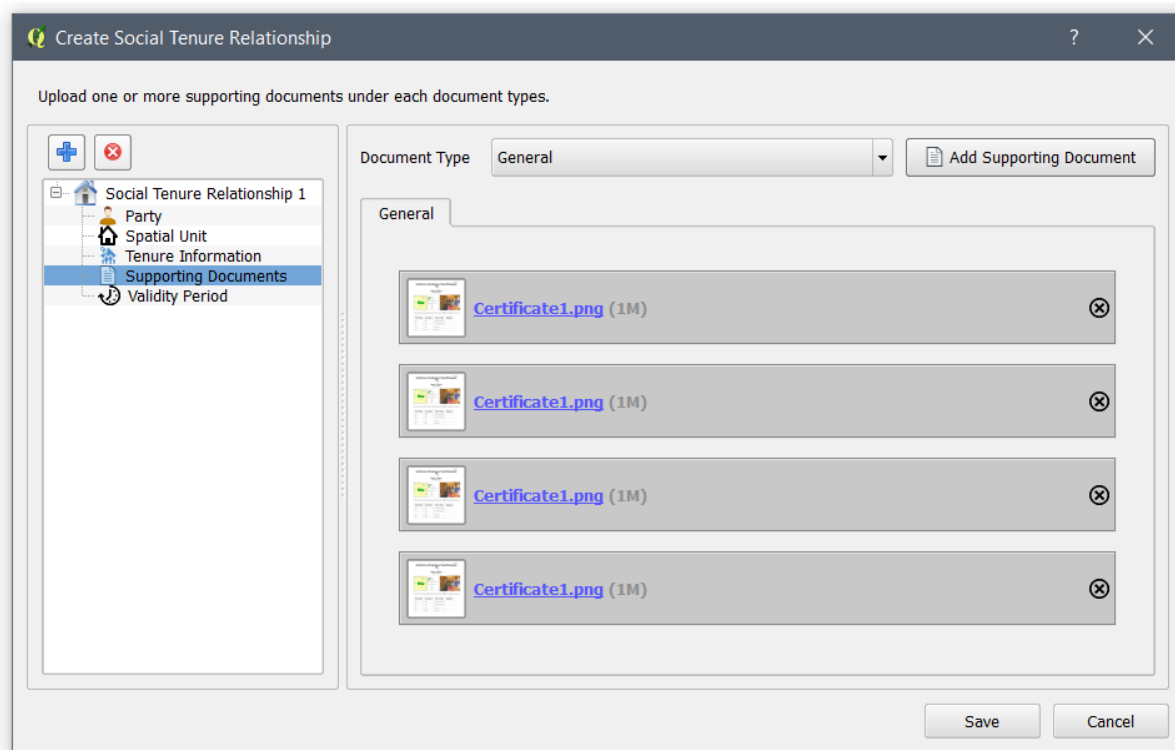 Create Social Tenure Relationship
?
Upload one or more supporting documents under each document types.
Document Type
General
Add Supporting Document
Social Tenure Relationship 1
Party
Spatial Unit
Tenure Information
Supporting Documents
Validity Period
General
Certificate1.png (1M)
Certificate1.png (1M)
Certificate1.png (1M)
Certificate1.png (1M)
Save
Cancel